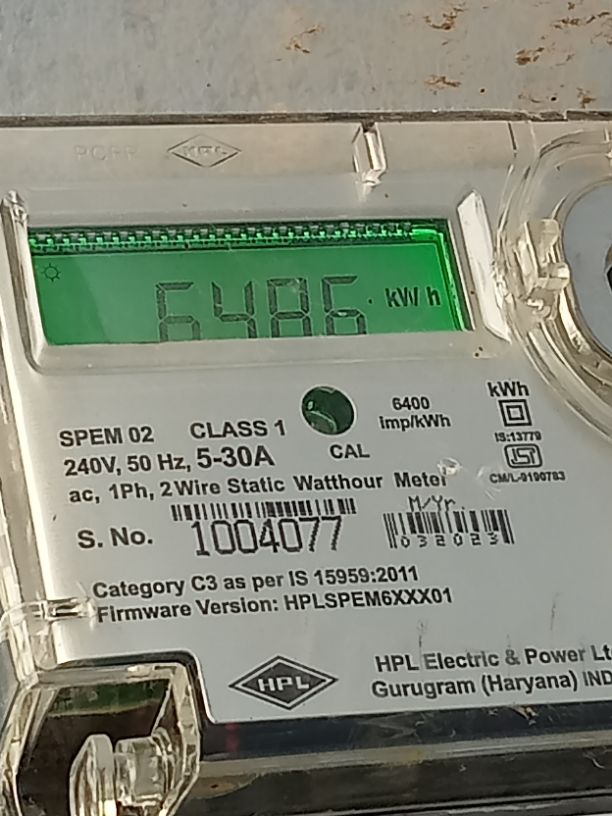 HPL
6486 kWh
SPEM 02 CLASS 1
240V, 50 Hz, 5-30A
CAL
6400
imp/kWh
kWh
IS:13779
ISI
CM/L-9190783
ac, 1Ph, 2 Wire Static Watthour Meter
M/Yr.
S. No. 1004077
032023
Category C3 as per IS 15959:2011
Firmware Version: HPLSPEM6XXX01
HPL
HPL Electric & Power Lt
Gurugram (Haryana) IND